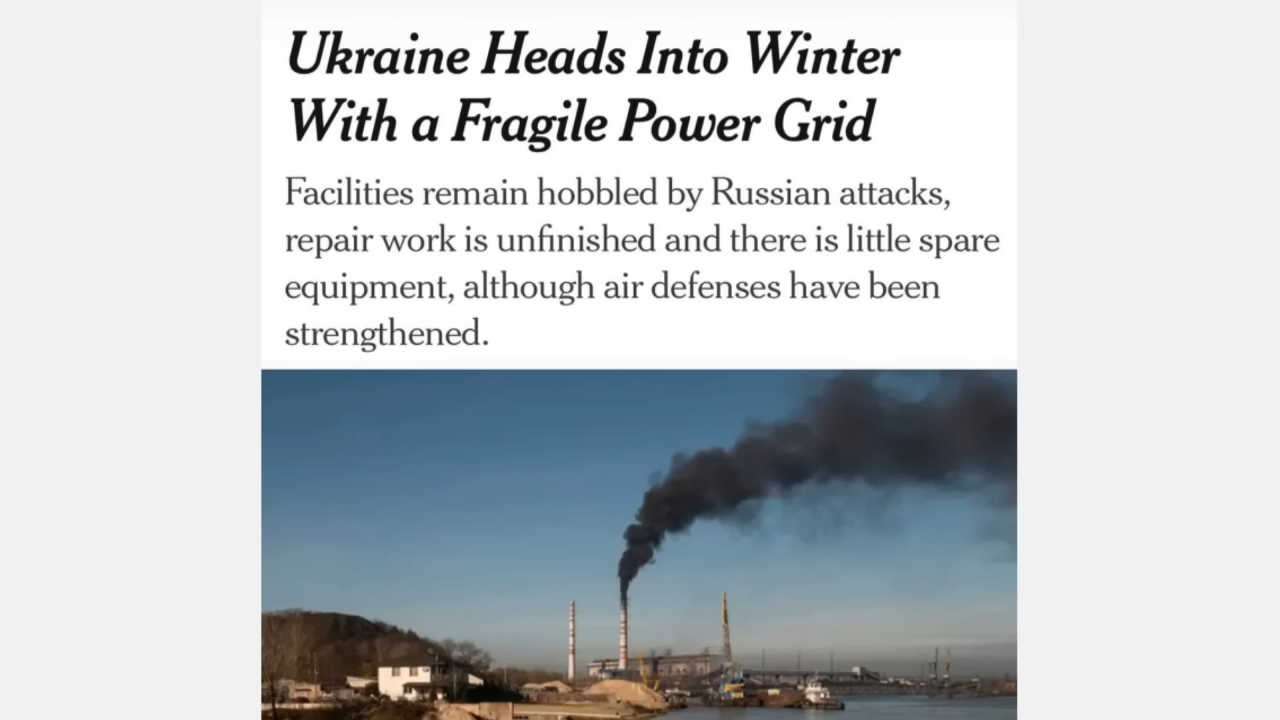 Ukraine Heads Into Winter
With a Fragile Power Grid
Facilities remain hobbled by Russian attacks,
repair work is unfinished and there is little spare
equipment, although air defenses have been
strengthened.